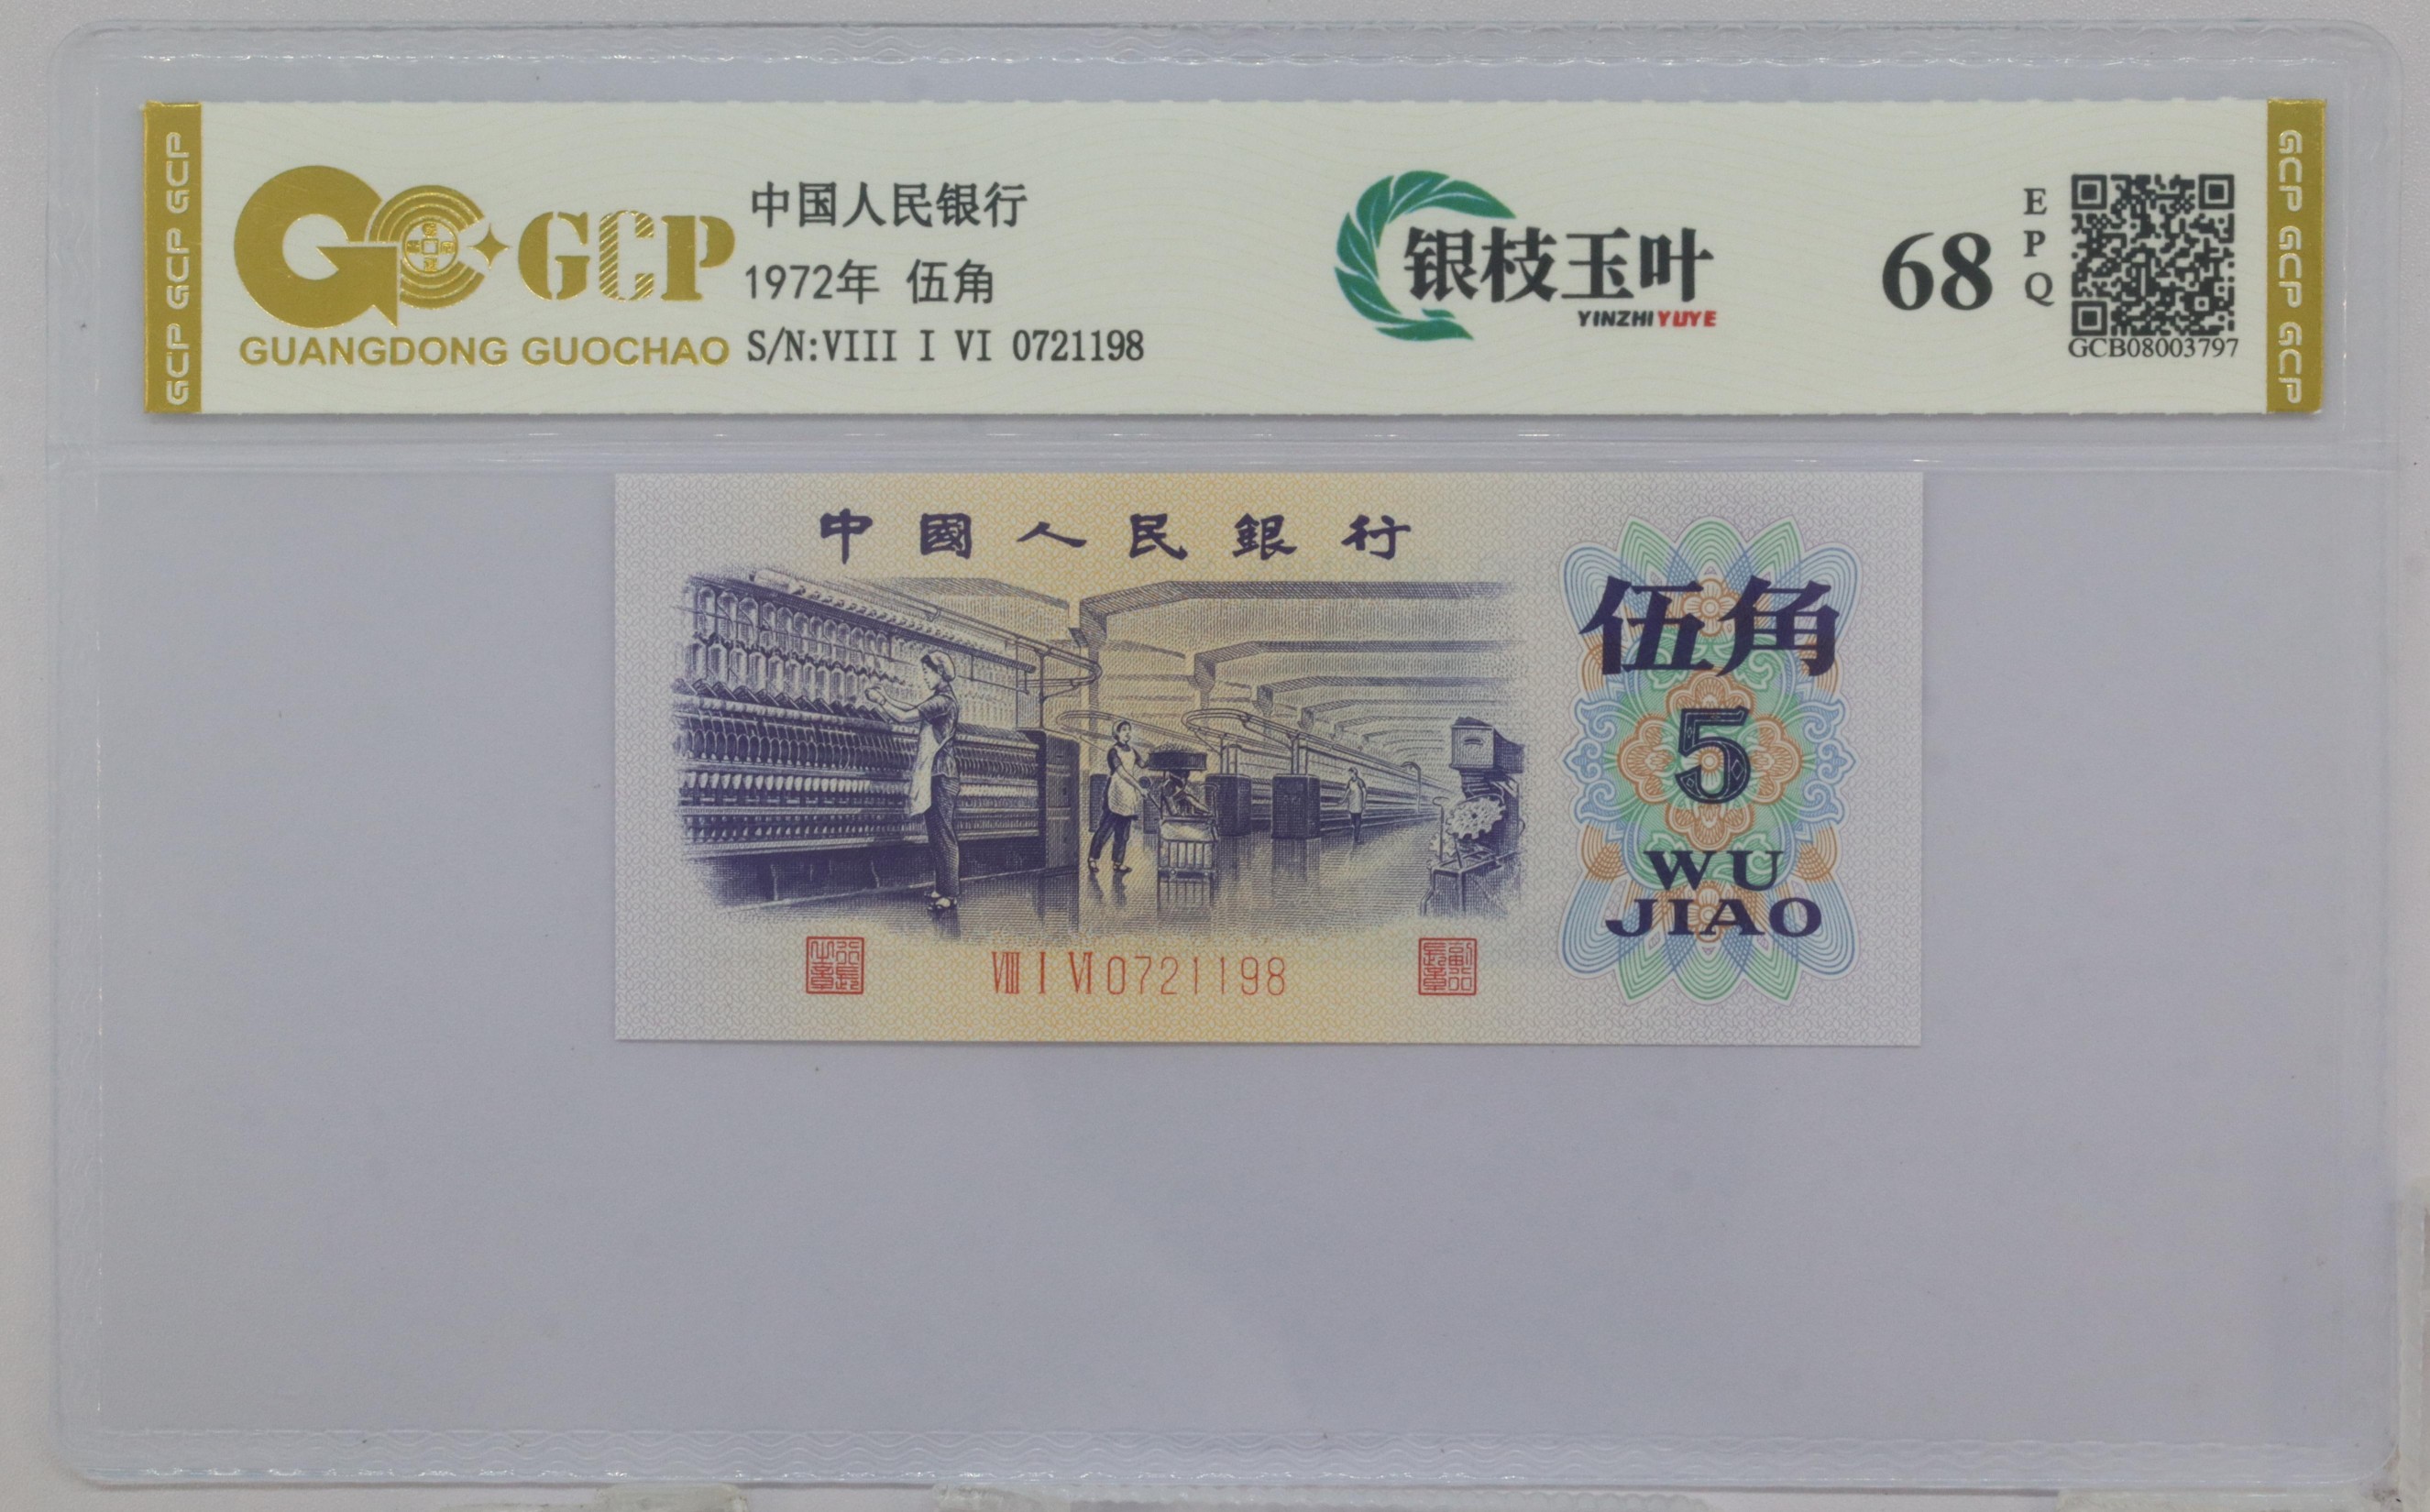 GCP GCP GCP
GCP
GUANGDONG GUOCHAO
中国人民银行
1972年 伍角
S/N:VIII I VI 0721198
银枝玉叶
YINZHIYUYE
68
EPQ
GCB08003797
GCP GCP GCP
中國人民銀行
伍角
5
WU
JIAO
VIII I VI 0721198